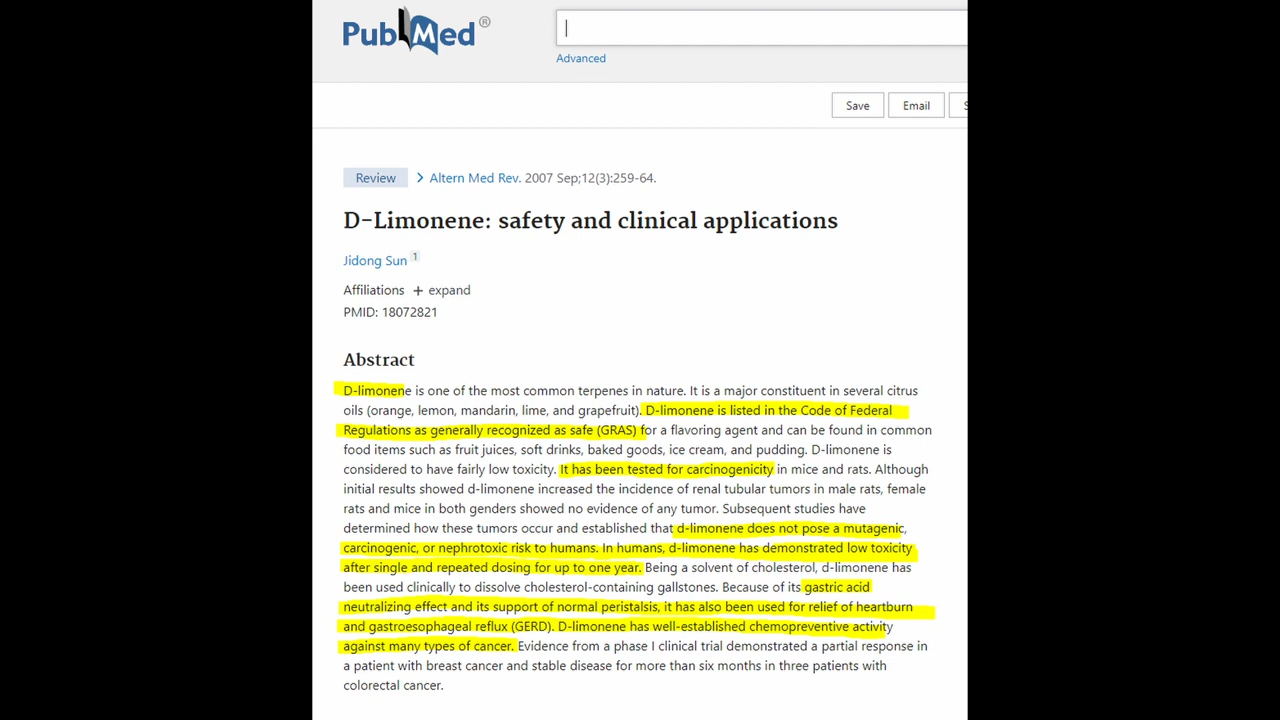 PubMed®
Advanced
Save
Email
S
Review
Altern Med Rev. 2007 Sep;12(3):259-64.
D-Limonene: safety and clinical applications
Jidong Sun 1
Affiliations + expand
PMID: 18072821
Abstract
D-limonene is one of the most common terpenes in nature. It is a major constituent in several citrus
oils (orange, lemon, mandarin, lime, and grapefruit). D-limonene is listed in the Code of Federal
Regulations as generally recognized as safe (GRAS) for a flavoring agent and can be found in common
food items such as fruit juices, soft drinks, baked goods, ice cream, and pudding. D-limonene is
considered to have fairly low toxicity. It has been tested for carcinogenicity in mice and rats. Although
initial results showed d-limonene increased the incidence of renal tubular tumors in male rats, female
rats and mice in both genders showed no evidence of any tumor. Subsequent studies have
determined how these tumors occur and established that d-limonene does not pose a mutagenic,
carcinogenic, or nephrotoxic risk to humans. In humans, d-limonene has demonstrated low toxicity
after single and repeated dosing for up to one year. Being a solvent of cholesterol, d-limonene has
been used clinically to dissolve cholesterol-containing gallstones. Because of its gastric acid
neutralizing effect and its support of normal peristalsis, it has also been used for relief of heartburn
and gastroesophageal reflux (GERD). D-limonene has well-established chemopreventive activity
against many types of cancer. Evidence from a phase I clinical trial demonstrated a partial response in
a patient with breast cancer and stable disease for more than six months in three patients with
colorectal cancer.